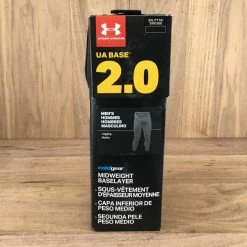 UNDER ARMOUR
UA BASE
2.0
MEN'S
HOMMES
HOMBRES
MASCULINO
Legging
coldgear
MIDWEIGHT
BASELAYER
- SOUS-VÊTEMENT
D'ÉPAISSEUR MOYENNE
- CAPA INFERIOR DE
PESO MEDIO
- SEGUNDA PELE
PESO MÉDIO